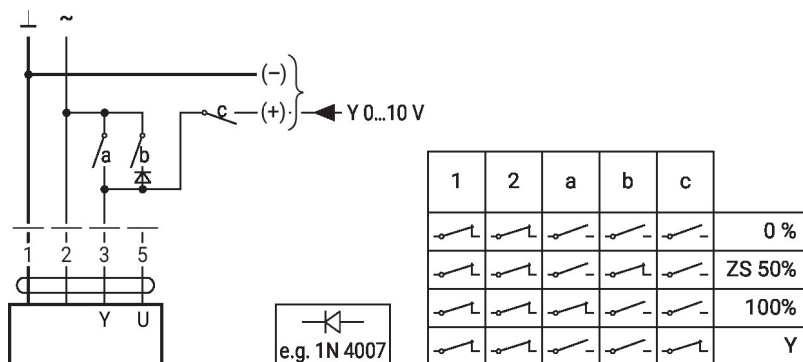 ⊥ ~
(–)
c (+) Y 0...10 V
a b
1 2 3 5
Y U
e.g. 1N 4007
1 2 a b c
0 %
ZS 50%
100%
Y